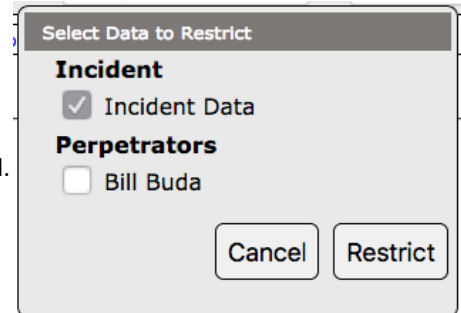 Select Data to Restrict
Incident
Incident Data
Perpetrators
Bill Buda
Cancel Restrict